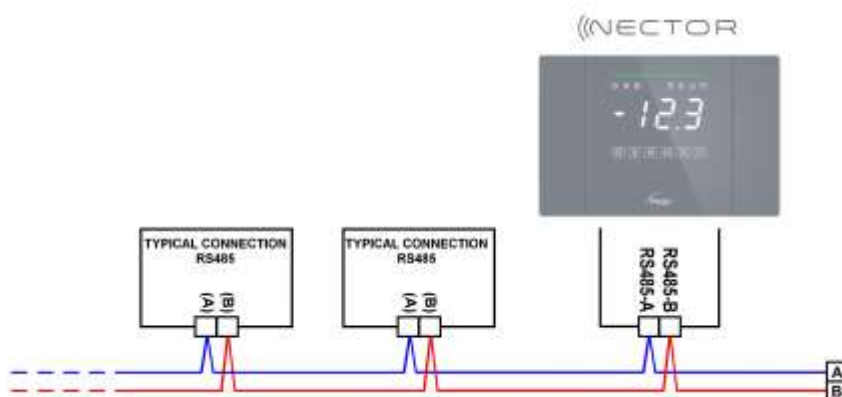 NECTOR
-12.3
TYPICAL CONNECTION
RS485
(A)
(B)
TYPICAL CONNECTION
RS485
(A)
(B)
RS485-A
RS485-B
A
B